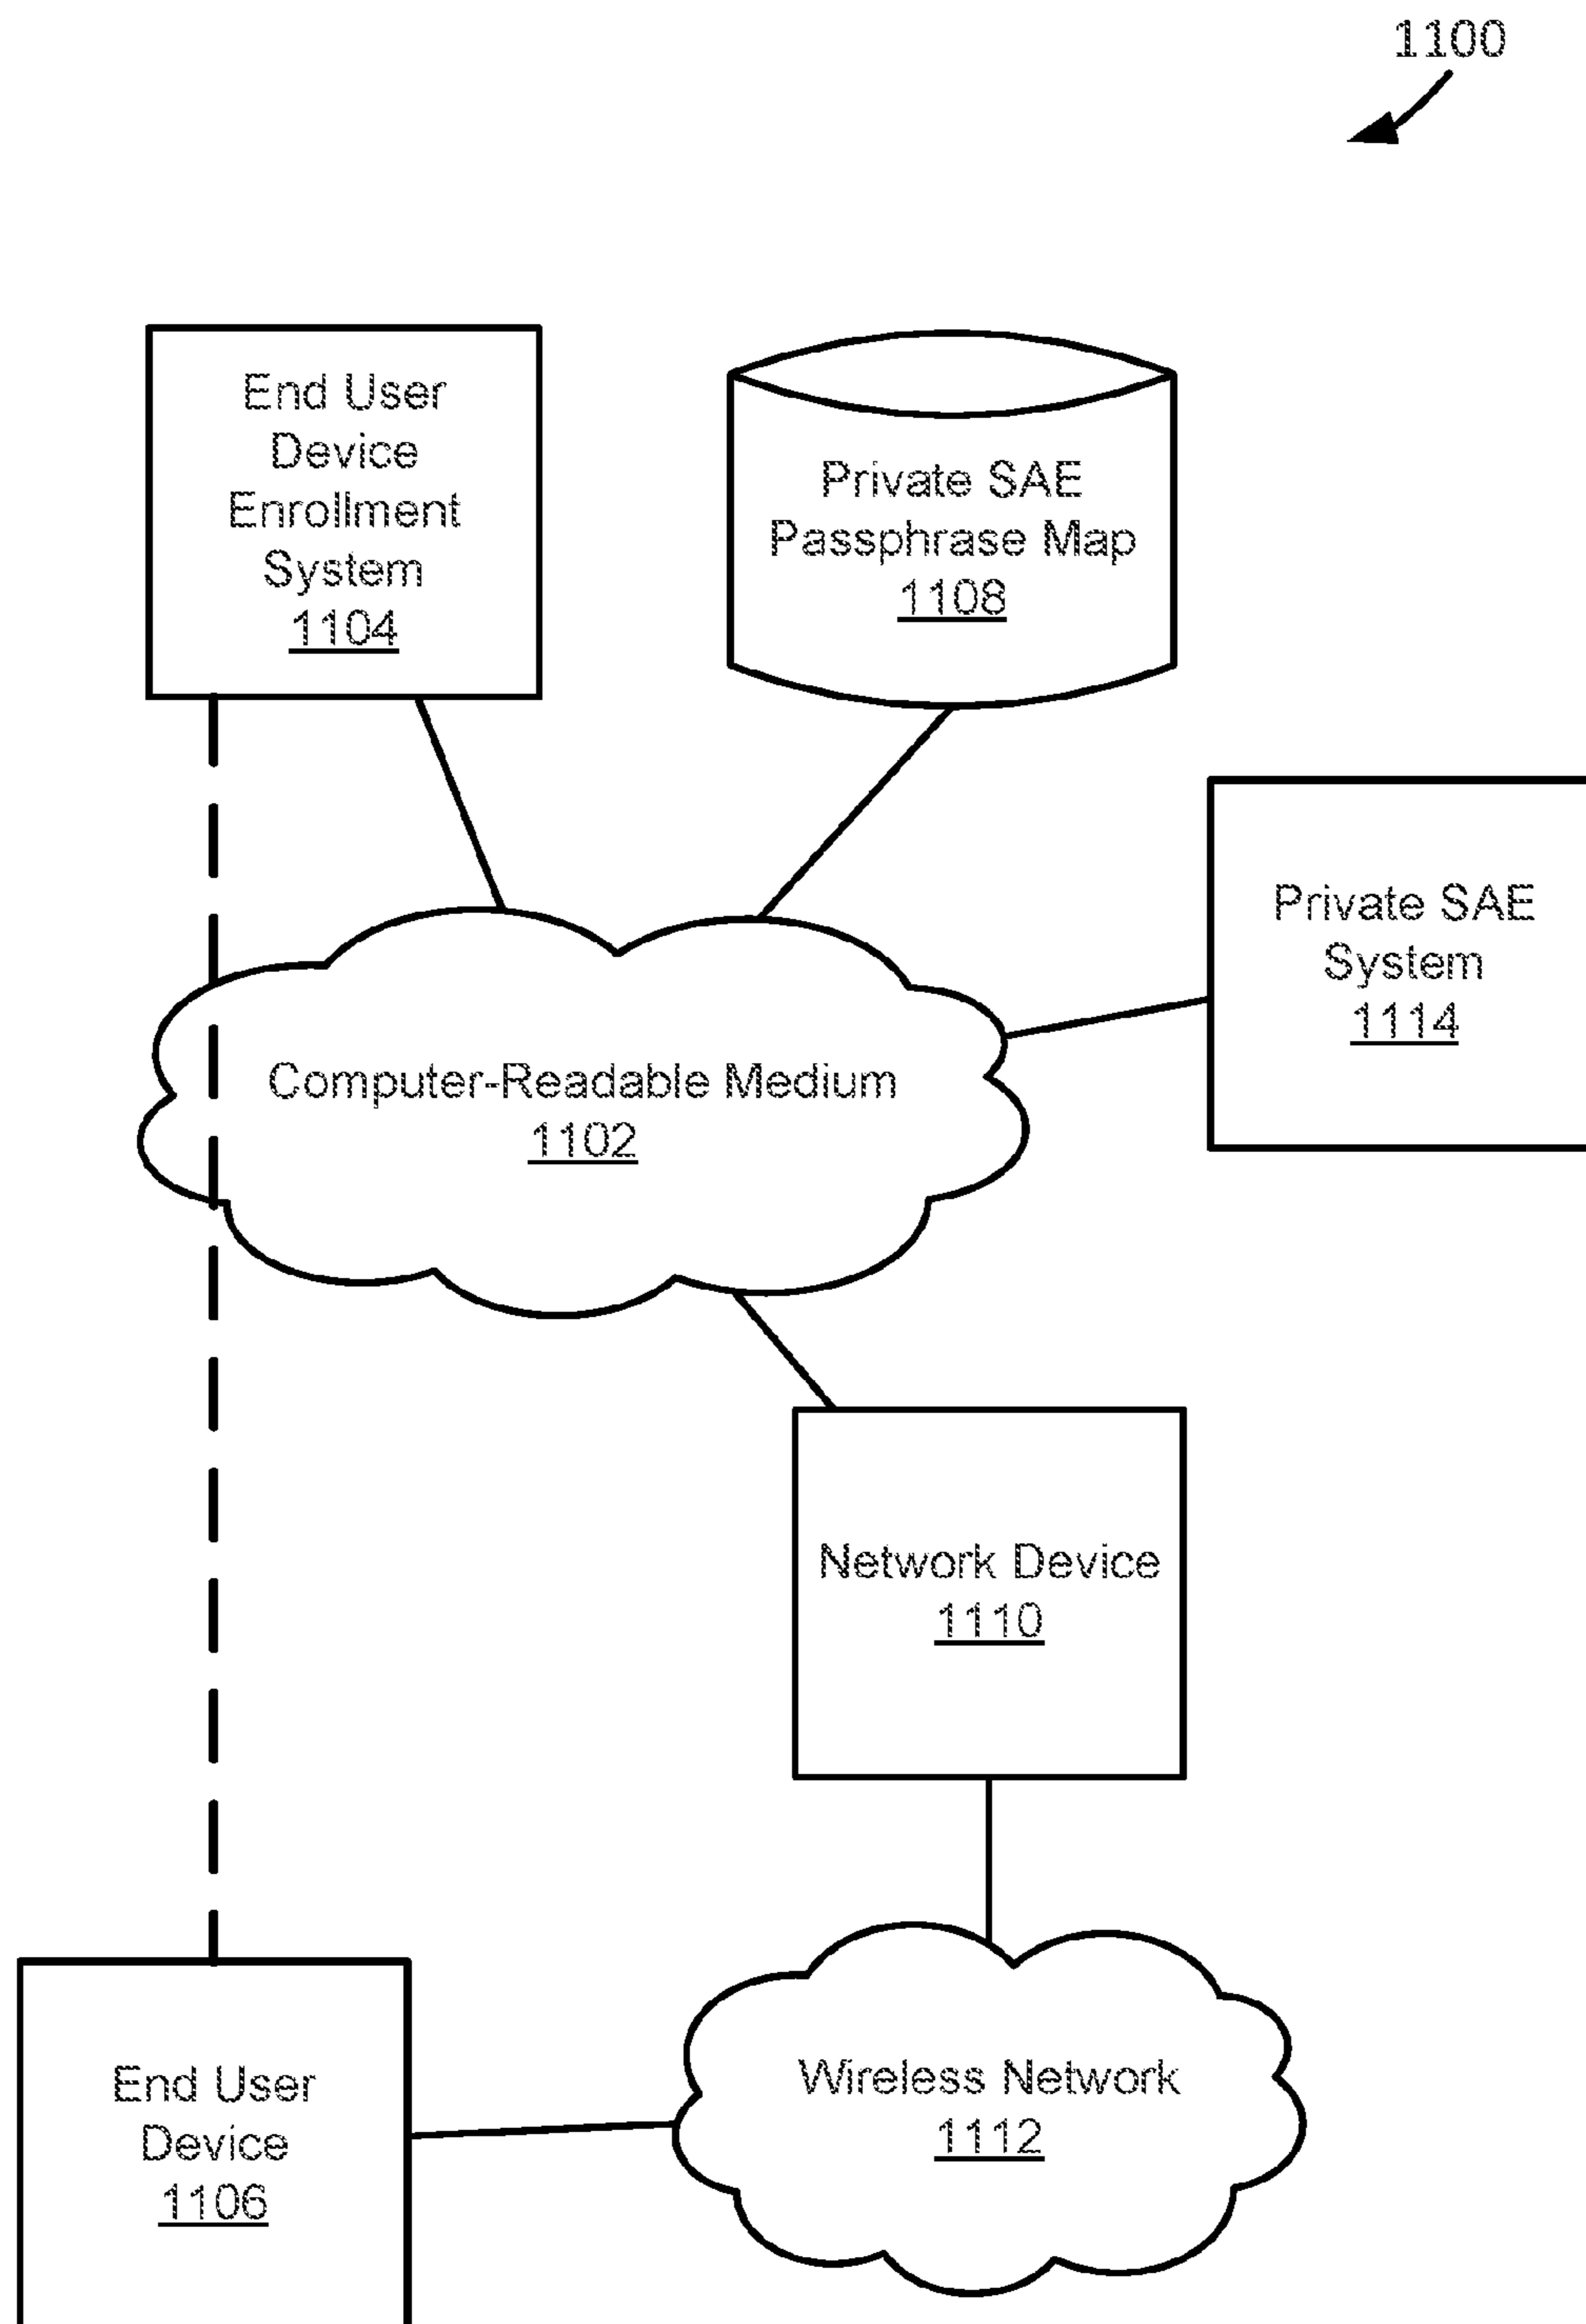 1100
End User
Device
Enrollment
System
1104
Private SAE
Passphrase Map
1108
Private SAE
System
1114
Computer-Readable Medium
1102
Network Device
1110
End User
Device
1106
Wireless Network
1112